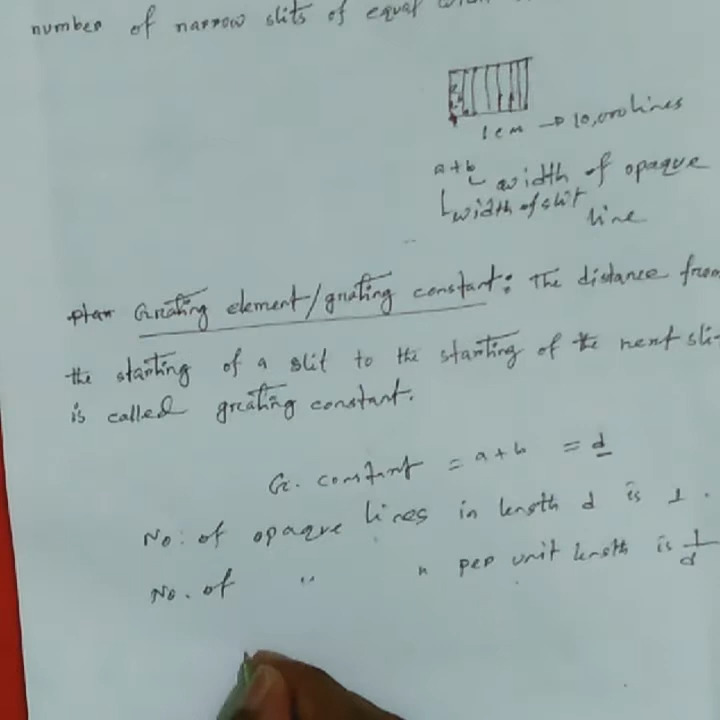 number of narrow slits of equal
1 cm → 10,000 lines
a+b
width of opaque
width of slit
line
Grating element/grating constant: The distance from
the starting of a slit to the starting of the next sli
is called grating constant.
G. constant = a+b = d
No: of opaque lines in length d is 1.
No. of " " per unit length is 1/d